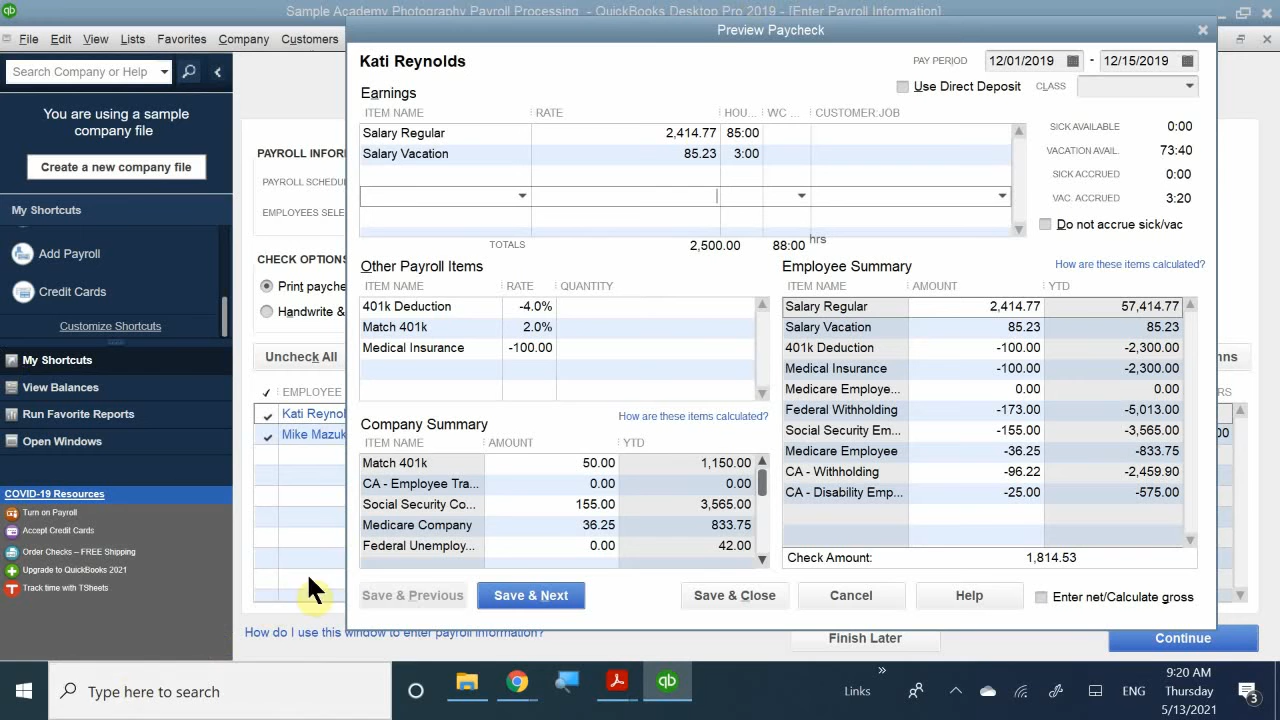 Sample Academy Photography Payroll Processing - QuickBooks Desktop Pro 2019 - [Enter Payroll Information]
File Edit View Lists Favorites Company Customers
Search Company or Help
You are using a sample
company file
Create a new company file
My Shortcuts
Add Payroll
Credit Cards
Customize Shortcuts
My Shortcuts
View Balances
Run Favorite Reports
Open Windows
COVID-19 Resources
Turn on Payroll
Accept Credit Cards
Order Checks – FREE Shipping
Upgrade to QuickBooks 2021
Track time with TSheets
PAYROLL INFOR
PAYROLL SCHEDU
EMPLOYEES SELE
CHECK OPTIONS
Print payche
Handwrite &
Uncheck All
EMPLOYEE
Kati Reynol
Mike Mazuk
How do I use this window to enter payroll information?
Preview Paycheck
Kati Reynolds
PAY PERIOD 12/01/2019 - 12/15/2019
Use Direct Deposit CLASS
Earnings
ITEM NAME RATE HOU... WC ... CUSTOMER:JOB
Salary Regular 2,414.77 85:00
Salary Vacation 85.23 3:00
TOTALS 2,500.00 88:00 hrs
SICK AVAILABLE 0:00
VACATION AVAIL. 73:40
SICK ACCRUED 0:00
VAC. ACCRUED 3:20
Do not accrue sick/vac
Other Payroll Items
ITEM NAME RATE QUANTITY
401k Deduction -4.0%
Match 401k 2.0%
Medical Insurance -100.00
How are these items calculated?
Company Summary
ITEM NAME AMOUNT YTD
Match 401k 50.00 1,150.00
CA - Employee Tra... 0.00 0.00
Social Security Co... 155.00 3,565.00
Medicare Company 36.25 833.75
Federal Unemploy... 0.00 42.00
How are these items calculated?
Employee Summary
ITEM NAME AMOUNT YTD
Salary Regular 2,414.77 57,414.77
Salary Vacation 85.23 85.23
401k Deduction -100.00 -2,300.00
Medical Insurance -100.00 -2,300.00
Medicare Employe... 0.00 0.00
Federal Withholding -173.00 -5,013.00
Social Security Em... -155.00 -3,565.00
Medicare Employee -36.25 -833.75
CA - Withholding -96.22 -2,459.90
CA - Disability Emp... -25.00 -575.00
Check Amount: 1,814.53
Save & Previous Save & Next Save & Close Cancel Help Enter net/Calculate gross
ns
RS
00
Finish Later Continue
Type here to search
Links
ENG
9:20 AM
Thursday
5/13/2021
3